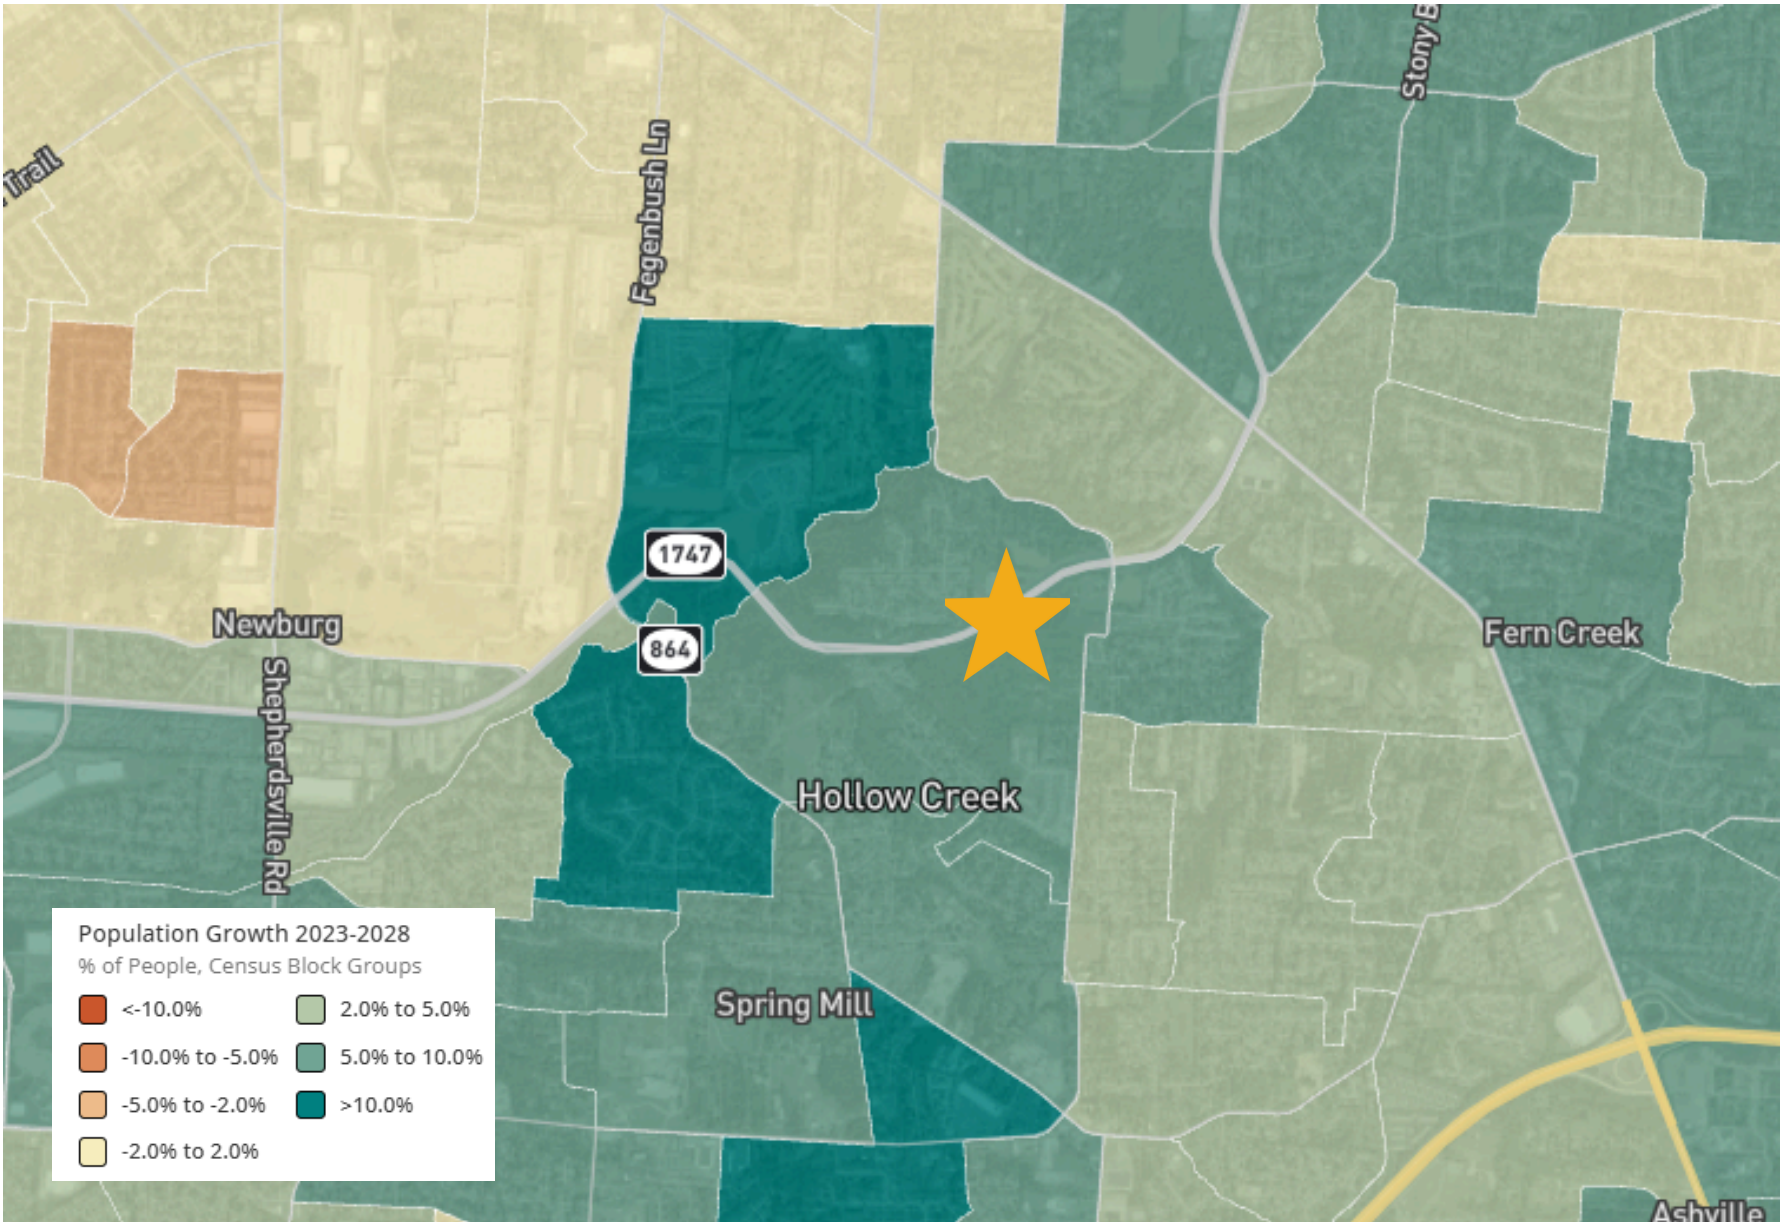 Stony B
Trail
Fegenbush Ln
1747
Newburg
864
Fern Creek
Shepherdsville Rd
Hollow Creek
Spring Mill
Ashville
Population Growth 2023-2028
% of People, Census Block Groups
<-10.0%
2.0% to 5.0%
-10.0% to -5.0%
5.0% to 10.0%
-5.0% to -2.0%
>10.0%
-2.0% to 2.0%